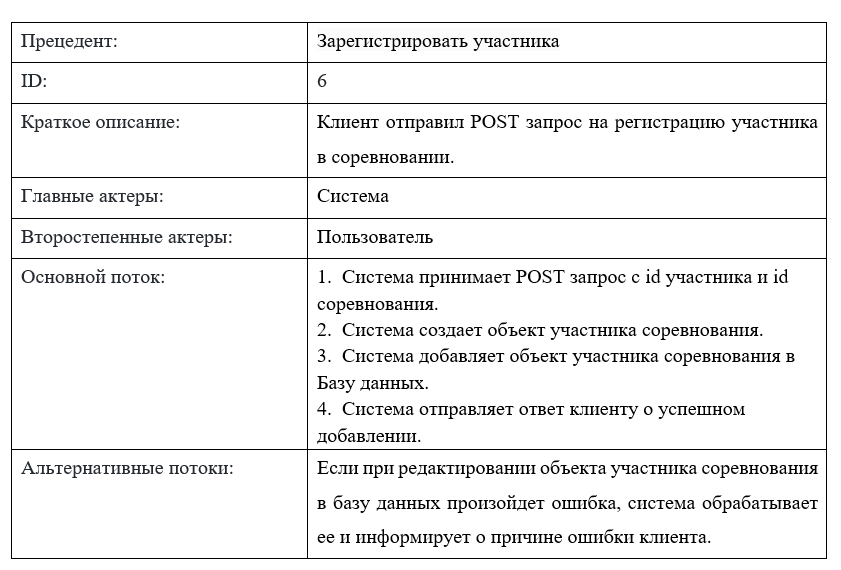 Прецедент:
Зарегистрировать участника
ID:
6
Краткое описание:
Клиент отправил POST запрос на регистрацию участника
в соревновании.
Главные актеры:
Система
Второстепенные актеры:
Пользователь
Основной поток:
1. Система принимает POST запрос с id участника и id
соревнования.
2. Система создает объект участника соревнования.
3. Система добавляет объект участника соревнования в
Базу данных.
4. Система отправляет ответ клиенту о успешном
добавлении.
Альтернативные потоки:
Если при редактировании объекта участника соревнования
в базу данных произойдет ошибка, система обрабатывает
ее и информирует о причине ошибки клиента.